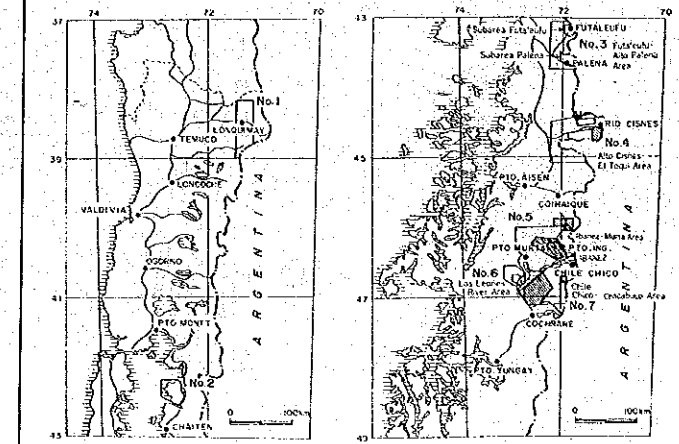 74
72
70
37
No.1
LONQUIMAY
TEMUCO
39
LONCOCHE
VALDIVIA
OSORNO
ARGENTINA
41
PTO. MONTT
No.2
CHAITEN
0 100km
74
72
70
43
Subarea Futaleufu
FUTALEUFU
No.3 Futaleufu-
Alto Palena
Area
Subarea Palena
PALENA
RIO CISNES
No.4
45
Alto Cisnes-
El Toqui Area
PTO. AISEN
COIHAIQUE
No.5
Ibanez-Murta Area
PTO MURTA
PTO. ING.
IBANEZ
No.6
Los Leones
River Area
CHILE CHICO
Chile
Chico-
Area
47
No.7
COCHRANE
PTO. YUNGAY
ARGENTINA
0 100km